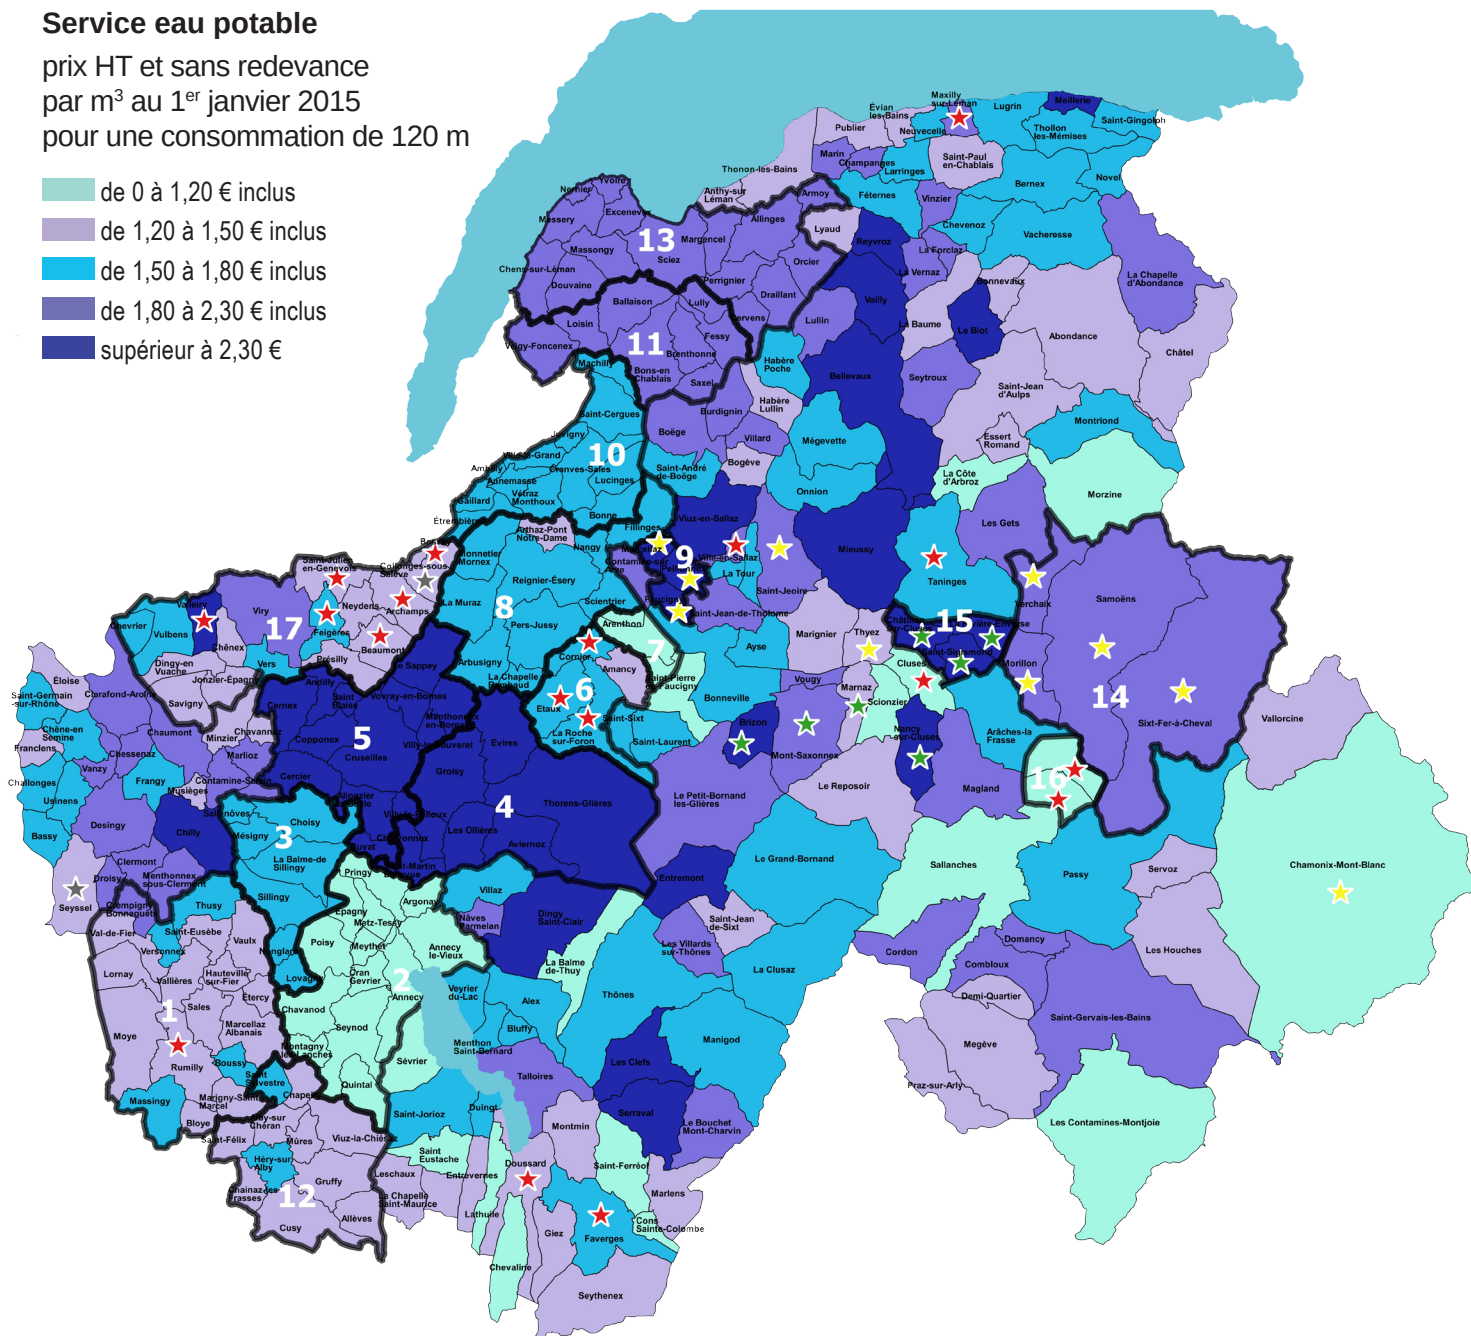 Service eau potable
prix HT et sans redevance
par m³ au 1er janvier 2015
pour une consommation de 120 m
de 0 à 1,20 € inclus
de 1,20 à 1,50 € inclus
de 1,50 à 1,80 € inclus
de 1,80 à 2,30 € inclus
supérieur à 2,30 €
Maxilly
sur-Léman
Lugrin
Meillerie
Saint-Gingolph
Évian
les-Bains
Publier
Neuvecelle
Thollon
les-Mémises
Marin
Champanges
Larringes
Saint-Paul
en-Chablais
Novel
Thonon-les-Bains
Bernex
Anthy-sur
Léman
Armoy
Féternes
Vinzier
Yvoire
Nernier
Excenevex
Massery
Allinges
Lyaud
Chevenoz
Vacheresse
13
Margencel
Massongy
Sciez
Reyvroz
La Forclaz
La Vernaz
Orcier
Chens-sur-Léman
Douvaine
Perrignier
Draillant
La Chapelle
d'Abondance
Bonnevaux
Ballaison
Lully
Cervens
Vailly
Lullin
La Baume
Le Biot
Abondance
Loisin
Fessy
Veigy-Foncenex
11
Brenthonne
Châtel
Machilly
Bons-en
Chablais
Saxel
Habère
Poche
Bellevaux
Seytroux
Saint-Jean
d'Aulps
Habère
Lullin
Saint-Cergues
Burdignin
Boëge
Villard
Mégevette
Montriond
Juvigny
Essert
Romand
Ville-la-Grand
10
Cranves-Sales
Bogève
Ambilly
Annemasse
Lucinges
Saint-André
de-Boëge
La Côte
d'Arbroz
Morzine
Vétraz
Monthoux
Gaillard
Onnion
Bonne
Étrembières
Fillinges
Viuz-en-Sallaz
Les Gets
Arthaz-Pont
Notre-Dame
Bossey
Monnetier
Mornex
Nangy
Marcellaz
9
Ville-en-Sallaz
Mieussy
Saint-Julien
en-Genevois
Collonges-sous
Salève
Contamine-sur
Arve
Peillonnex
La Tour
Taninges
Neydens
Archamps
Reignier-Ésery
Saint-Jeoire
Verchaix
Samoëns
Valleiry
Viry
Scientrier
Faucigny
Saint-Jean-de-Tholome
Chevrier
Vulbens
17
Feigères
La Muraz
8
Arenthon
15
Châtillon
sur-Cluses
Pers-Jussy
Marignier
Thyez
Saint-Sigismond
Chênex
Beaumont
Cornier
7
Ayse
Cluses
Dingy-en
Vuache
Vers
Présilly
Le Sappey
Arbusigny
Amancy
Morillon
Éloise
Jonzier-Épagny
Andilly
La Chapelle
Rambaud
6
Saint-Pierre
en-Faucigny
Vougy
Marnaz
14
Saint-Germain
-sur-Rhône
Clarafond-Arcine
Savigny
Cernex
Saint
Blaise
Vovray-en-Bornes
Etaux
Bonneville
Scionzier
Sixt-Fer-à-Cheval
Vallorcine
Chêne-en
Semine
Chaumont
Minzier
Chavannaz
Copponex
5
Menthonnex
en-Bornes
La Roche
sur-Foron
Saint-Sixt
Brizon
Mont-Saxonnex
Nancy
sur-Cluses
Arâches-la
Frasse
Franclens
Chessenaz
Marlioz
Cruseilles
Villy-le-Bouveret
Evires
Saint-Laurent
Challonges
Vanzy
Frangy
Contamine-Sarzin
Cercier
Groisy
Le Reposoir
16
Usinens
Musièges
Allonzier
la-Caille
4
Thorens-Glières
Le Petit-Bornand
les-Glières
Magland
Sallenôves
Choisy
Villy-le-Pelloux
Bassy
Desingy
Chilly
Mésigny
3
Les Ollières
Charvonnex
Cuvat
Aviernoz
Clermont
La Balme-de
Sillingy
Saint-Martin
Bellevue
Le Grand-Bornand
Sallanches
Passy
Servoz
Chamonix-Mont-Blanc
Droisy
Menthonnex
sous-Clermont
Pringy
Entremont
Seyssel
Crempigny
Bonneguête
Thusy
Sillingy
Argonay
Villaz
Epagny
Metz-Tessy
Dingy
Saint-Clair
Nâves
Parmelan
Saint-Jean
de-Sixt
Val-de-Fier
Saint-Eusèbe
Versonnex
Vaulx
Nonglard
Poisy
Meythet
Annecy
le-Vieux
La Balme
de-Thuy
Les Villards
sur-Thônes
Domancy
Les Houches
Lornay
Vallières
Hauteville
sur-Fier
Lovagny
Cran
Gevrier
2
Cordon
Combloux
La Clusaz
Étercy
Annecy
Veyrier
du-Lac
Alex
Thônes
Demi-Quartier
1
Sales
Chavanod
Saint-Gervais-les-Bains
Moye
Marcellaz
Albanais
Seynod
Bluffy
Manigod
Megève
Rumilly
Montagny
les-Lanches
Sévrier
Menthon
Saint-Bernard
Boussy
Saint
Sylvestre
Les Clefs
Talloires
Praz-sur-Arly
Massingy
Marigny-Saint
Marcel
Chapeiry
Quintal
Saint-Jorioz
Duingt
Serraval
Le Bouchet
Mont-Charvin
Les Contamines-Montjoie
Bloye
Alby-sur
Chéran
Saint-Félix
Mûres
Viuz-la-Chiésaz
Montmin
Héry-sur
Alby
Saint
Eustache
Doussard
Saint-Ferréol
Gruffy
Leschaux
Entrevernes
Chainaz-les
Frasses
12
La Chapelle
Saint-Maurice
Marlens
Lathuile
Allèves
Cusy
Giez
Faverges
Cons
Sainte-Colombe
Chevaline
Seythenex